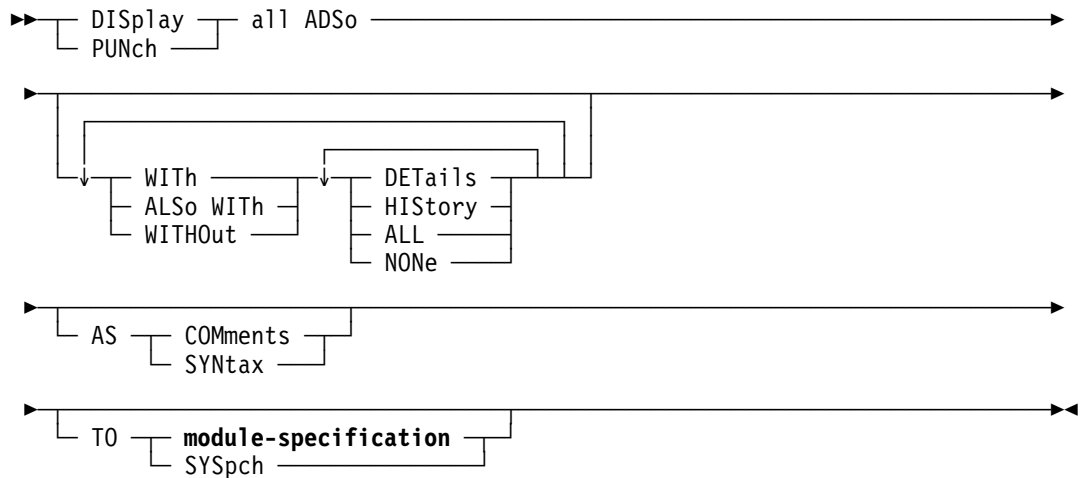 DISplay all ADSo
PUNch
WITh DETails
ALSo WITh HIStory
WITHOut ALL
NONe
AS COMments
SYNtax
TO module-specification
SYSpch